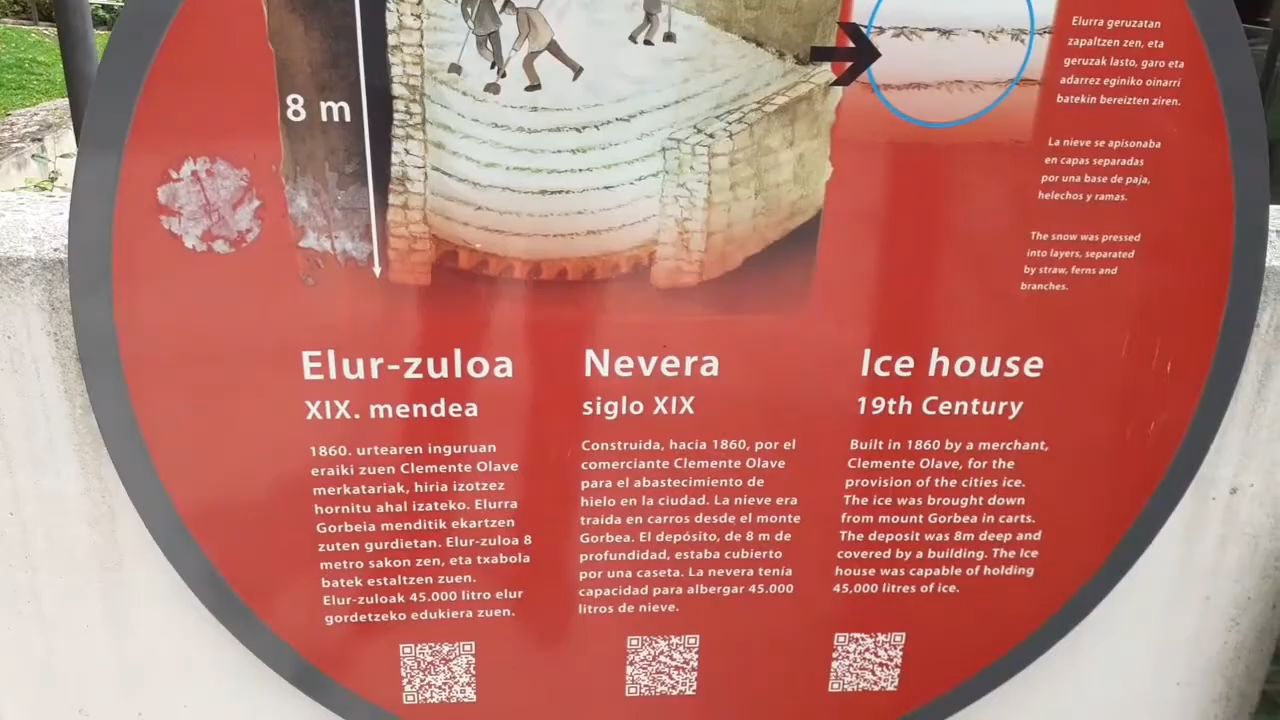 8 m
Elurra geruzatan
zapaltzen zen, eta
geruzak lasto, garo eta
adarrez eginiko oinarri
batekin bereizten ziren.
La nieve se apisonaba
en capas separadas
por una base de paja,
helechos y ramas.
The snow was pressed
into layers, separated
by straw, ferns and
branches.
Elur-zuloa
XIX. mendea
1860. urtearen inguruan
eraiki zuen Clemente Olave
merkatariak, hiria izotzez
hornitu ahal izateko. Elurra
Gorbeia menditik ekartzen
zuten gurdietan. Elur-zuloa 8
metro sakon zen, eta txabola
batek estaltzen zuen.
Elur-zuloak 45.000 litro elur
gordetzeko edukiera zuen.
Nevera
siglo XIX
Construida, hacia 1860, por el
comerciante Clemente Olave
para el abastecimiento de
hielo en la ciudad. La nieve era
traída en carros desde el monte
Gorbea. El depósito, de 8 m de
profundidad, estaba cubierto
por una caseta. La nevera tenía
capacidad para albergar 45.000
litros de nieve.
Ice house
19th Century
Built in 1860 by a merchant,
Clemente Olave, for the
provision of the cities ice.
The ice was brought down
from mount Gorbea in carts.
The deposit was 8m deep and
covered by a building. The Ice
house was capable of holding
45,000 litres of ice.